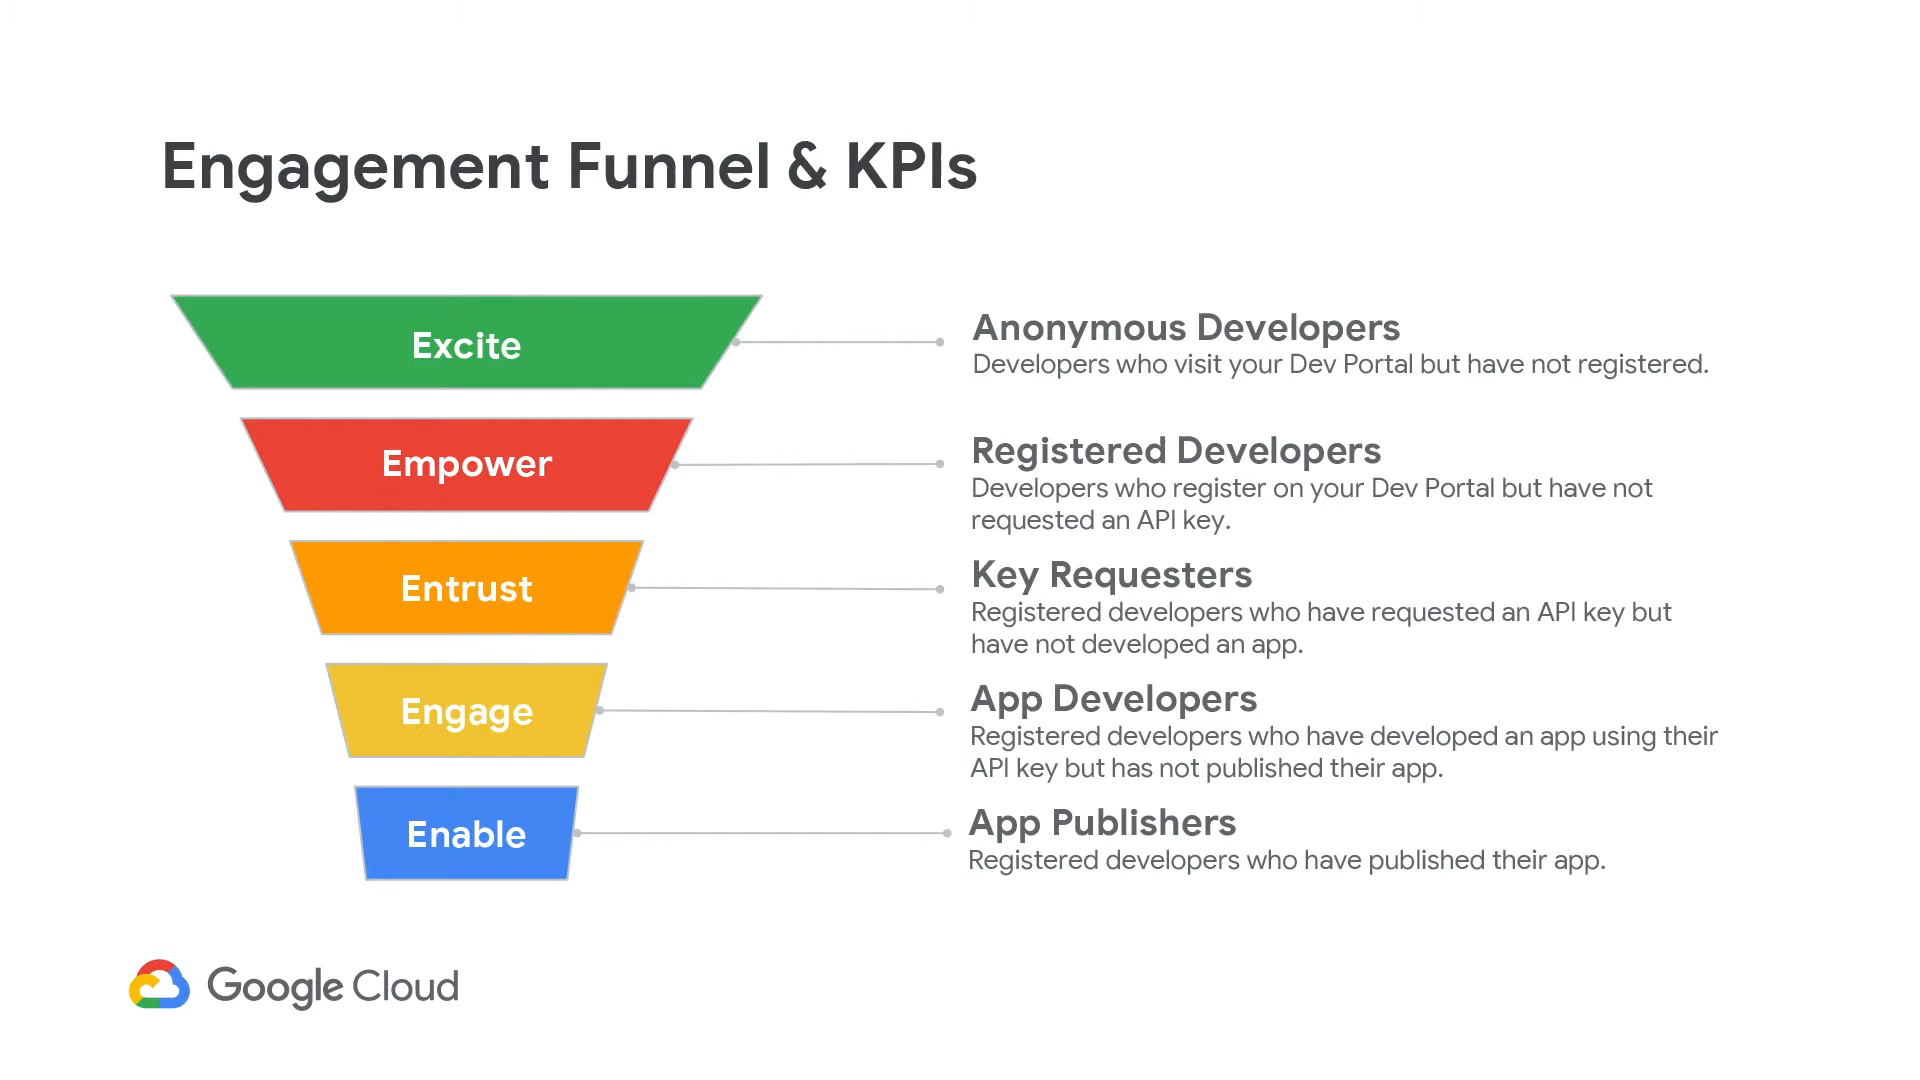 Engagement Funnel & KPIs
Excite
Anonymous Developers
Developers who visit your Dev Portal but have not registered.
Empower
Registered Developers
Developers who register on your Dev Portal but have not
requested an API key.
Entrust
Key Requesters
Registered developers who have requested an API key but
have not developed an app.
Engage
App Developers
Registered developers who have developed an app using their
API key but has not published their app.
Enable
App Publishers
Registered developers who have published their app.
Google Cloud